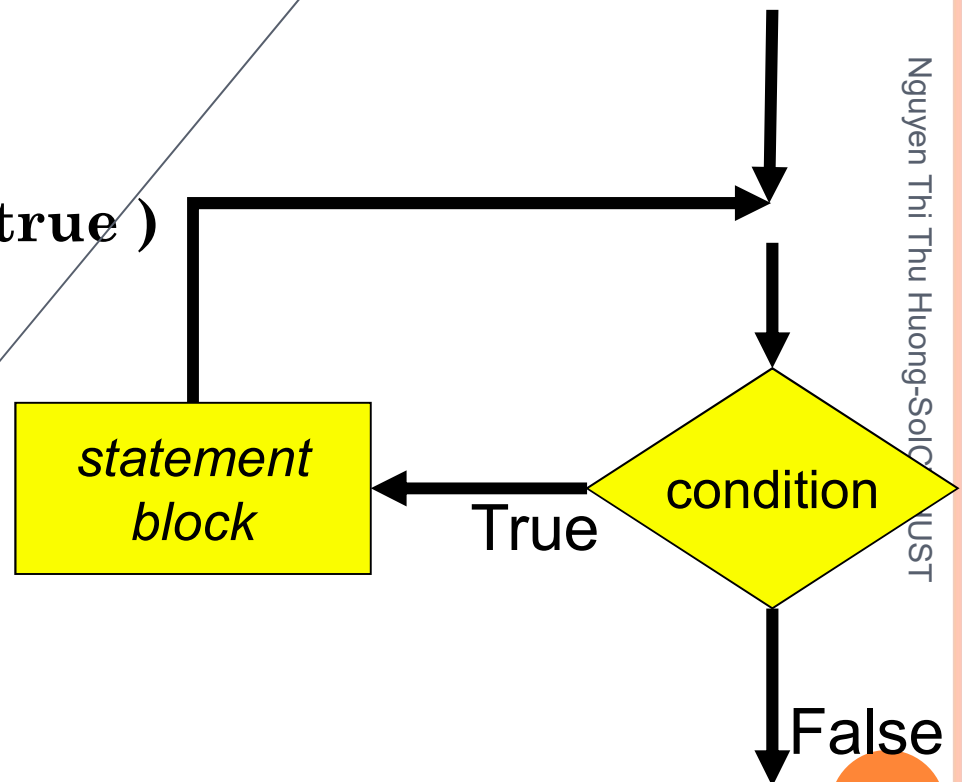 true )
statement
block
True
condition
False
Nguyen Thi Thu Huong-SoIC